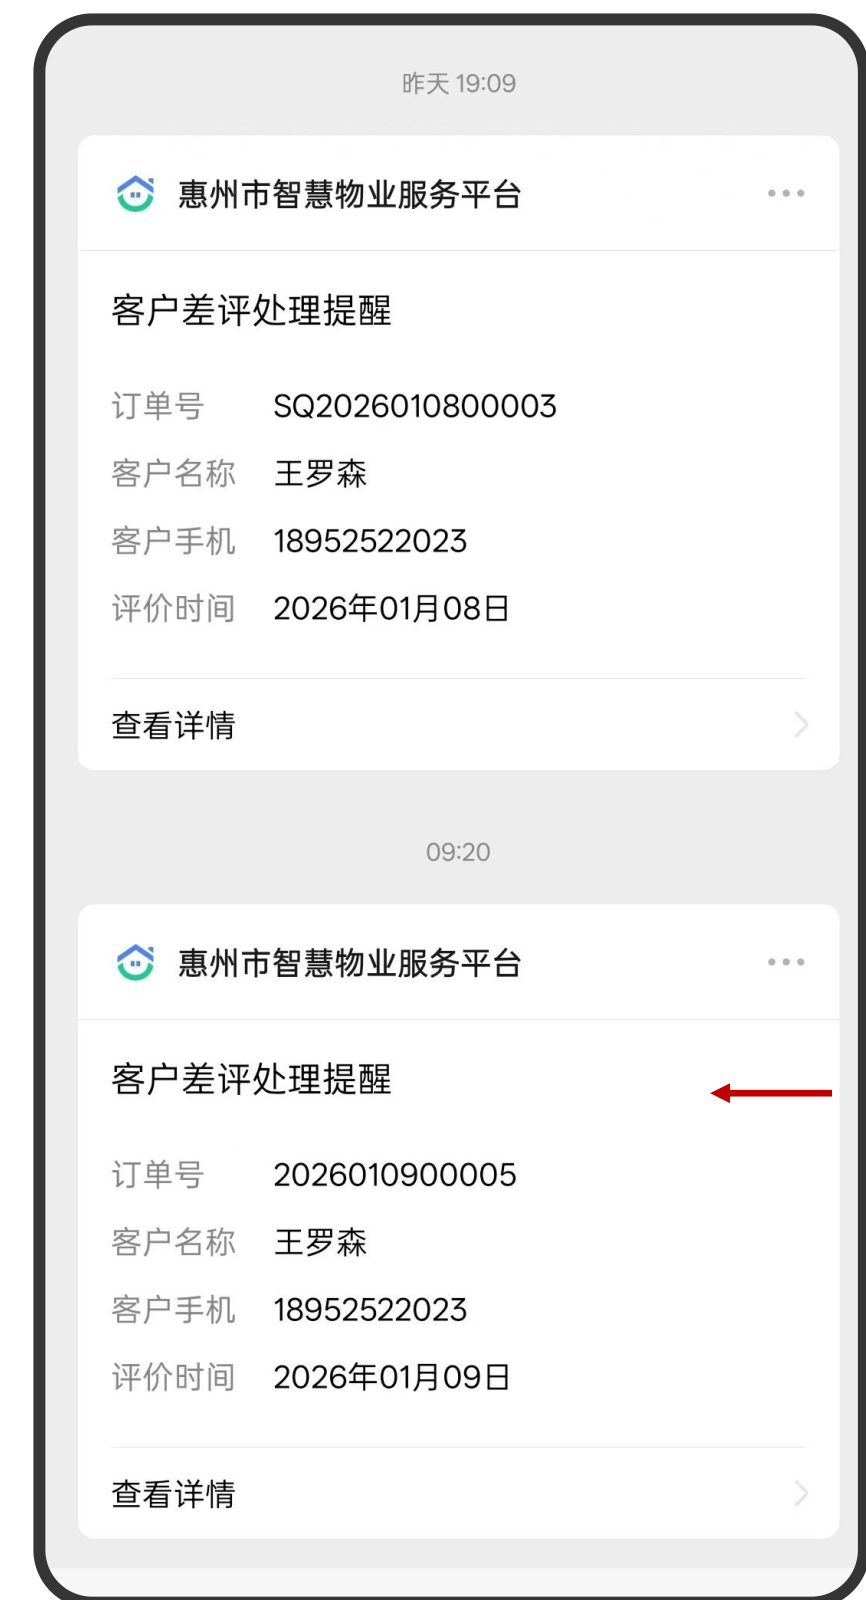 昨天 19:09
惠州市智慧物业服务平台
客户差评处理提醒
订单号 SQ2026010800003
客户名称 王罗森
客户手机 18952522023
评价时间 2026年01月08日
查看详情
09:20
惠州市智慧物业服务平台
客户差评处理提醒
订单号 2026010900005
客户名称 王罗森
客户手机 18952522023
评价时间 2026年01月09日
查看详情